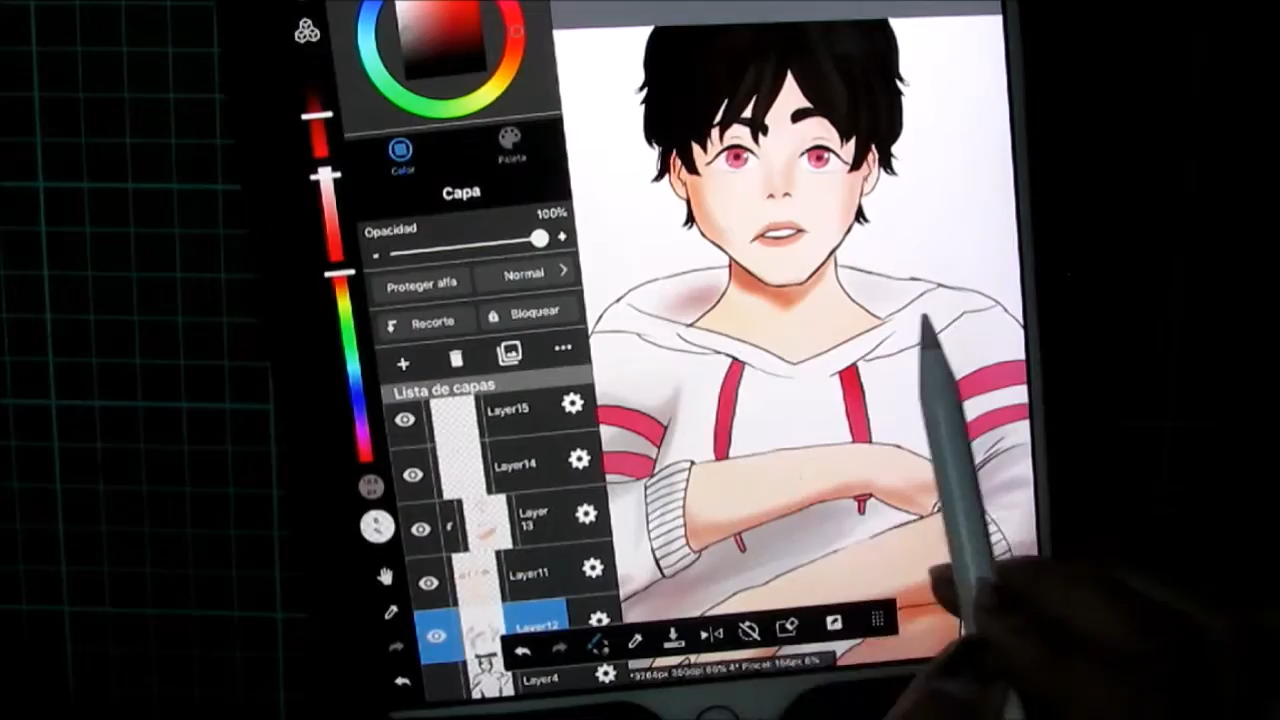 Color
Paleta
Capa
100%
Opacidad
Proteger alfa
Normal
Recorte
Bloquear
Lista de capas
Layer15
Layer14
Layer
13
Layer11
Layer12
Layer4